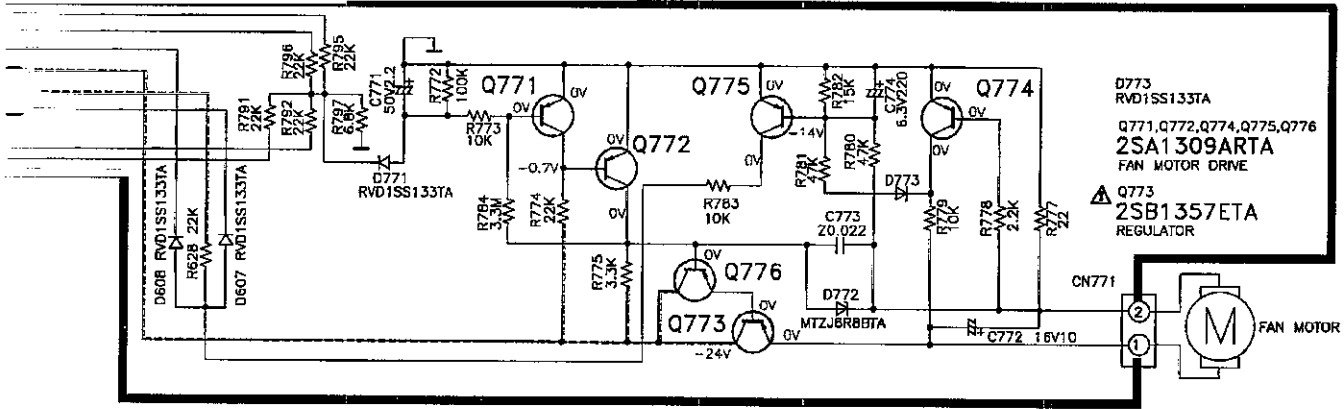 R796
22K
R795
22K
R791
22K
R792
22K
R797
6.8K
C771
50V2.2
R772
100K
R773
10K
0V
Q771
0V
-0.7V
0V
Q772
0V
D771
RVD1SS133TA
R784
3.3M
R774
22K
R775
3.3K
Q775
0V
-14V
0V
R782
15K
C774
6.3V220
0V
Q774
0V
R781
47K
R780
47K
D773
R783
10K
R779
10K
R778
2.2K
R777
22
C773
20.022
Q776
0V
0V
Q773
-24V
0V
D772
MTZJ6R8BTA
C772 16V10
D608 RVD1SS133TA
R628 22K
D607 RVD1SS133TA
D773
RVD1SS133TA
Q771,Q772,Q774,Q775,Q776
2SA1309ARTA
FAN MOTOR DRIVE
Q773
2SB1357ETA
REGULATOR
CN771
2
1
M
FAN MOTOR